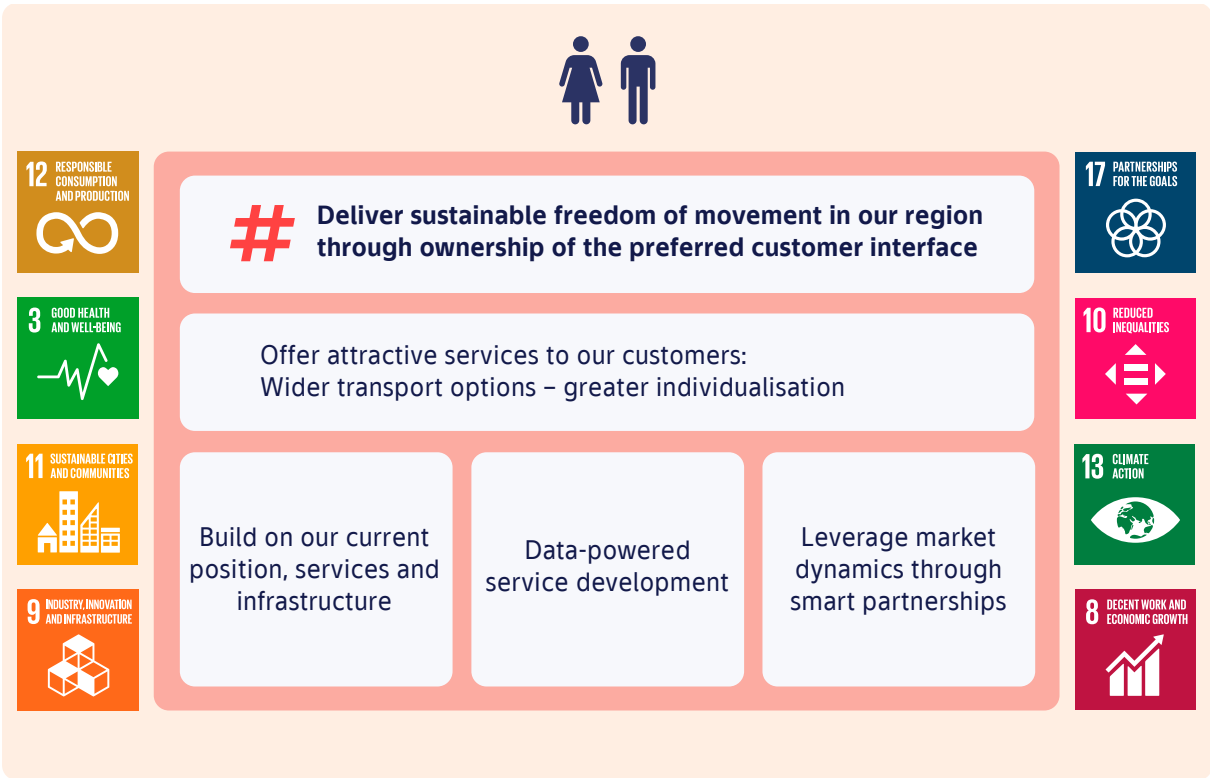 12 RESPONSIBLE
CONSUMPTION
AND PRODUCTION
3 GOOD HEALTH
AND WELL-BEING
11 SUSTAINABLE CITIES
AND COMMUNITIES
9 INDUSTRY, INNOVATION
AND INFRASTRUCTURE
# Deliver sustainable freedom of movement in our region
through ownership of the preferred customer interface
Offer attractive services to our customers:
Wider transport options – greater individualisation
Build on our current
position, services and
infrastructure
Data-powered
service development
Leverage market
dynamics through
smart partnerships
17 PARTNERSHIPS
FOR THE GOALS
10 REDUCED
INEQUALITIES
13 CLIMATE
ACTION
8 DECENT WORK AND
ECONOMIC GROWTH